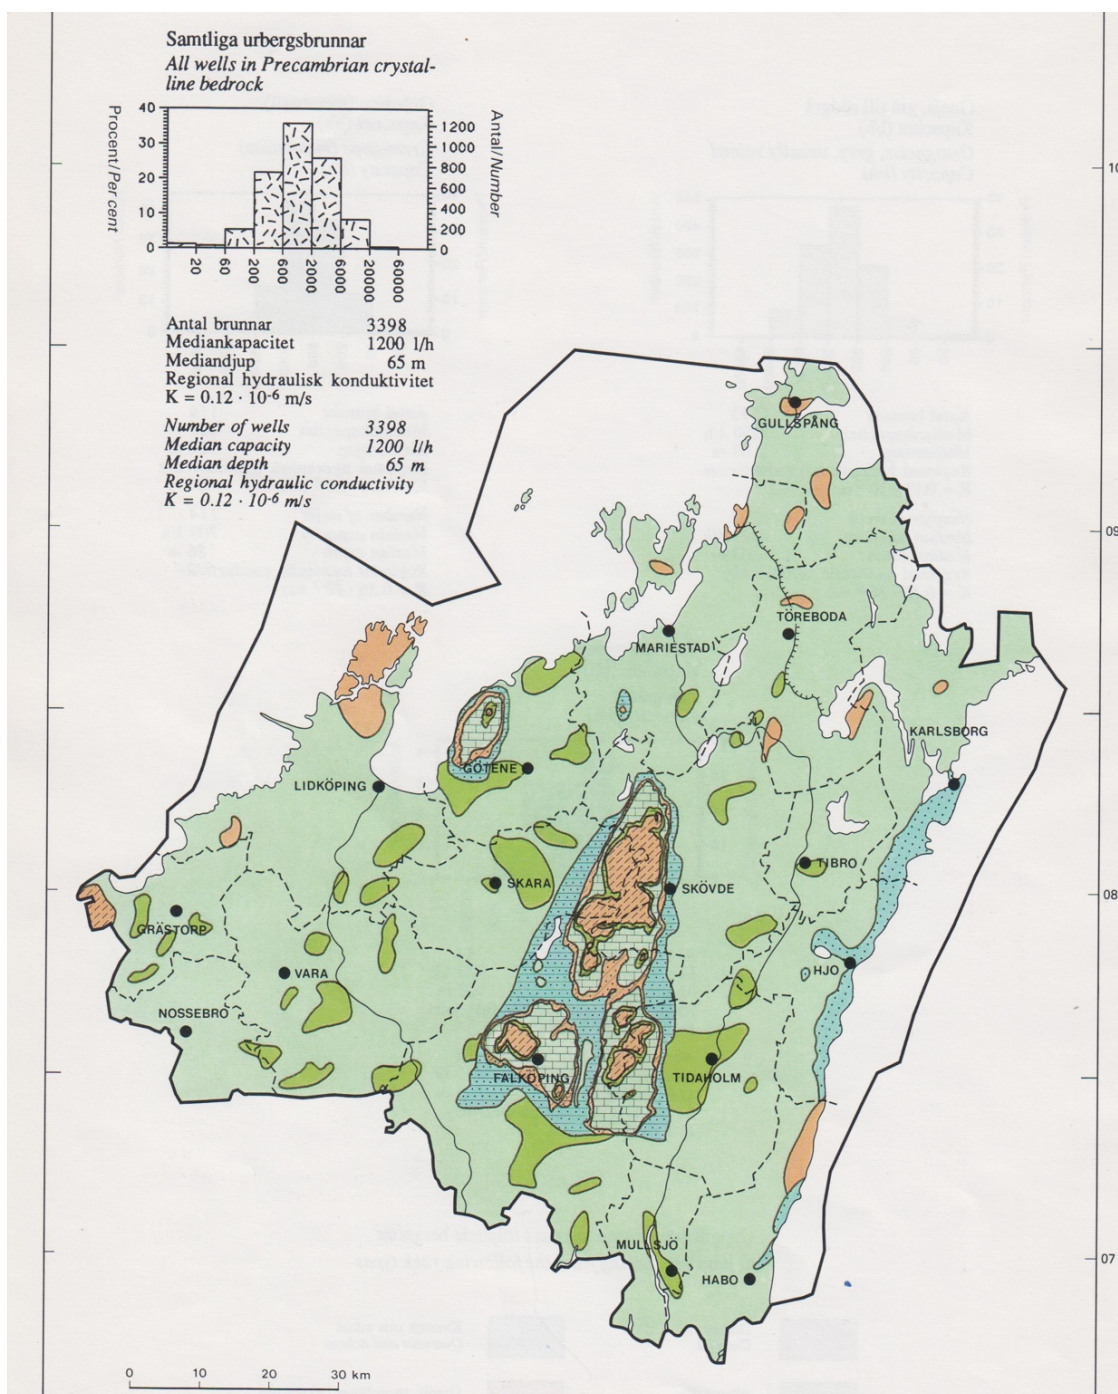 Samtliga urbergsbrunnar
All wells in Precambrian crystal-
line bedrock
Procent/Per cent
40
30
20
10
0
Antal/Number
1200
1000
800
600
400
200
0
20
60
200
600
2000
6000
20000
60000
Antal brunnar 3398
Mediankapacitet 1200 l/h
Mediandjup 65 m
Regional hydraulisk konduktivitet
K = 0.12 · 10-6 m/s
Number of wells 3398
Median capacity 1200 l/h
Median depth 65 m
Regional hydraulic conductivity
K = 0.12 · 10-6 m/s
10
GULLSPÅNG
09
TÖREBODA
MARIESTAD
KARLSBORG
GÖTENE
LIDKÖPING
TIBRO
SKARA
SKÖVDE
08
GRÄSTORP
HJO
VARA
NOSSEBRO
FALKÖPING
TIDAHOLM
MULLSJÖ
HABO
07
0 10 20 30 km